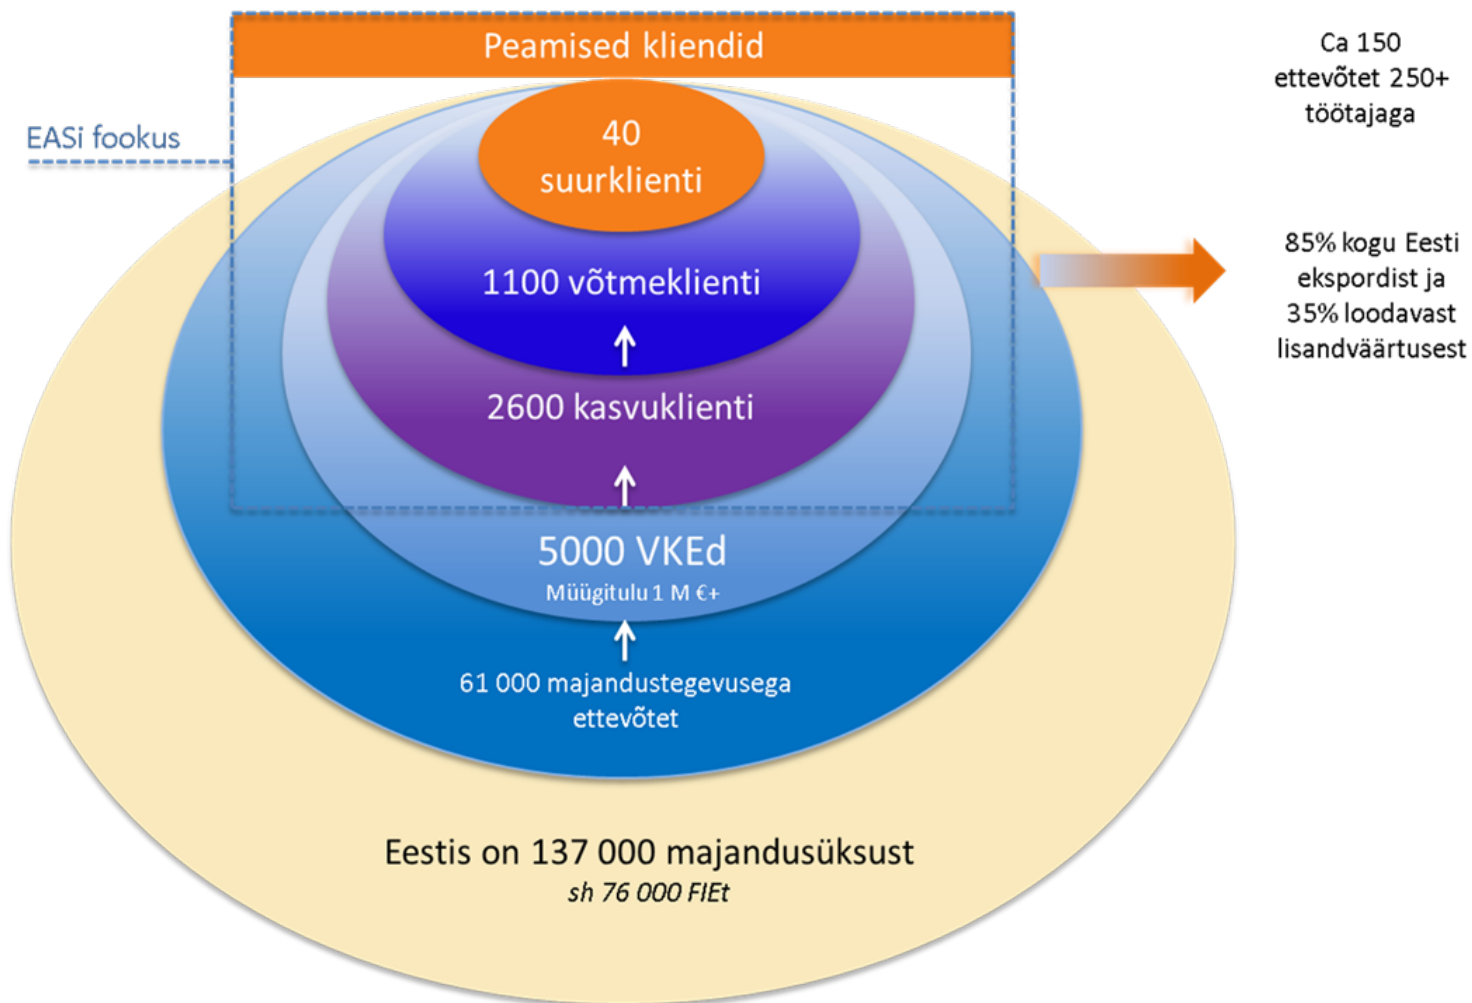 Peamised kliendid
Ca 150
ettevõtet 250+
töötajaga
EASi fookus
40
suurklienti
1100 võtmeklienti
85% kogu Eesti
ekspordist ja
35% loodavast
lisandväärtusest
2600 kasvuklienti
5000 VKEd
Müügitulu 1 M €+
61 000 majandustegevusega
ettevõtet
Eestis on 137 000 majandusüksust
sh 76 000 FIEt